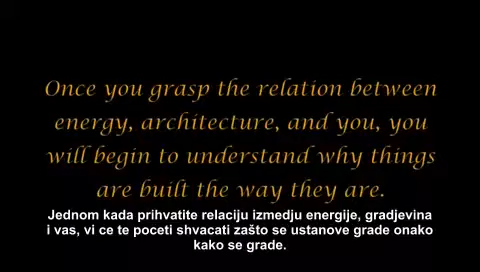 Once you grasp the relation between
energy, architecture, and you, you
will begin to understand why things
are built the way they are.
Jednom kada prihvatite relaciju izmedju energije, gradjevina
i vas, vi ce te poceti shvacati zašto se ustanove grade onako
kako se grade.